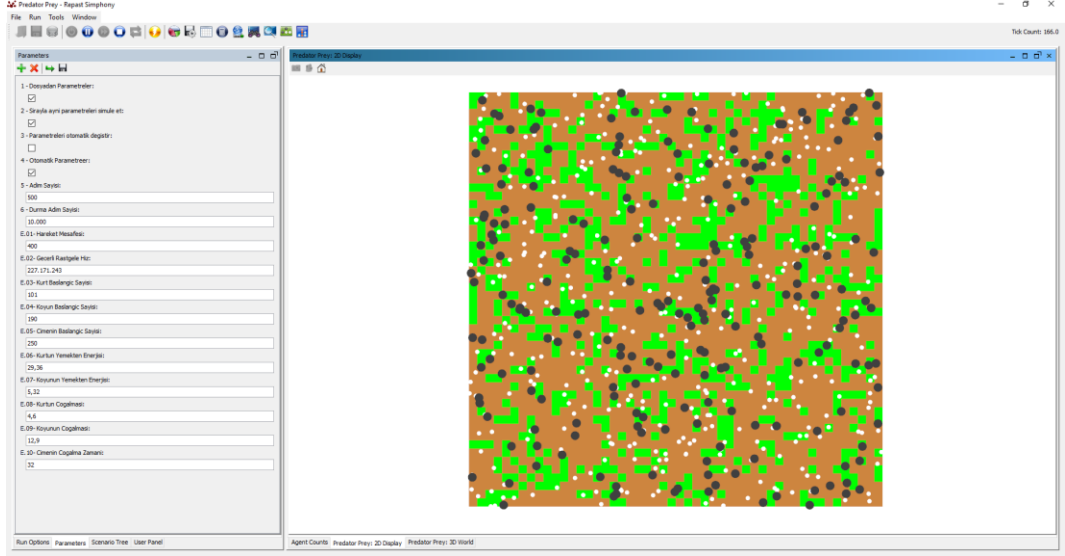 Predator Prey - Repast Simphony
File Run Tools Window
Tick Count: 166.0
Parameters
1 - Dosyadan Parametreler:
2 - Sirayla ayni parametreleri simule et:
3 - Parametreleri otomatik degistir:
4 - Otomatik Parametreer:
5 - Adim Sayisi:
500
6 - Durma Adim Sayisi:
10.000
E.01- Hareket Mesafesi:
400
E.02- Gecerli Rastgele Hiz:
227.171.243
E.03- Kurt Baslangic Sayisi:
101
E.04- Koyun Baslangic Sayisi:
190
E.05- Cimenin Baslangic Sayisi:
250
E.06- Kurtun Yemekten Enerjisi:
29,36
E.07- Koyunun Yemekten Enerjisi:
5,32
E.08- Kurtun Cogalmasi:
4,6
E.09- Koyunun Cogalmasi:
12,9
E. 10- Cimenin Cogalma Zamani:
32
Run Options Parameters Scenario Tree User Panel
Predator Prey: 2D Display
Agent Counts Predator Prey: 2D Display Predator Prey: 3D World